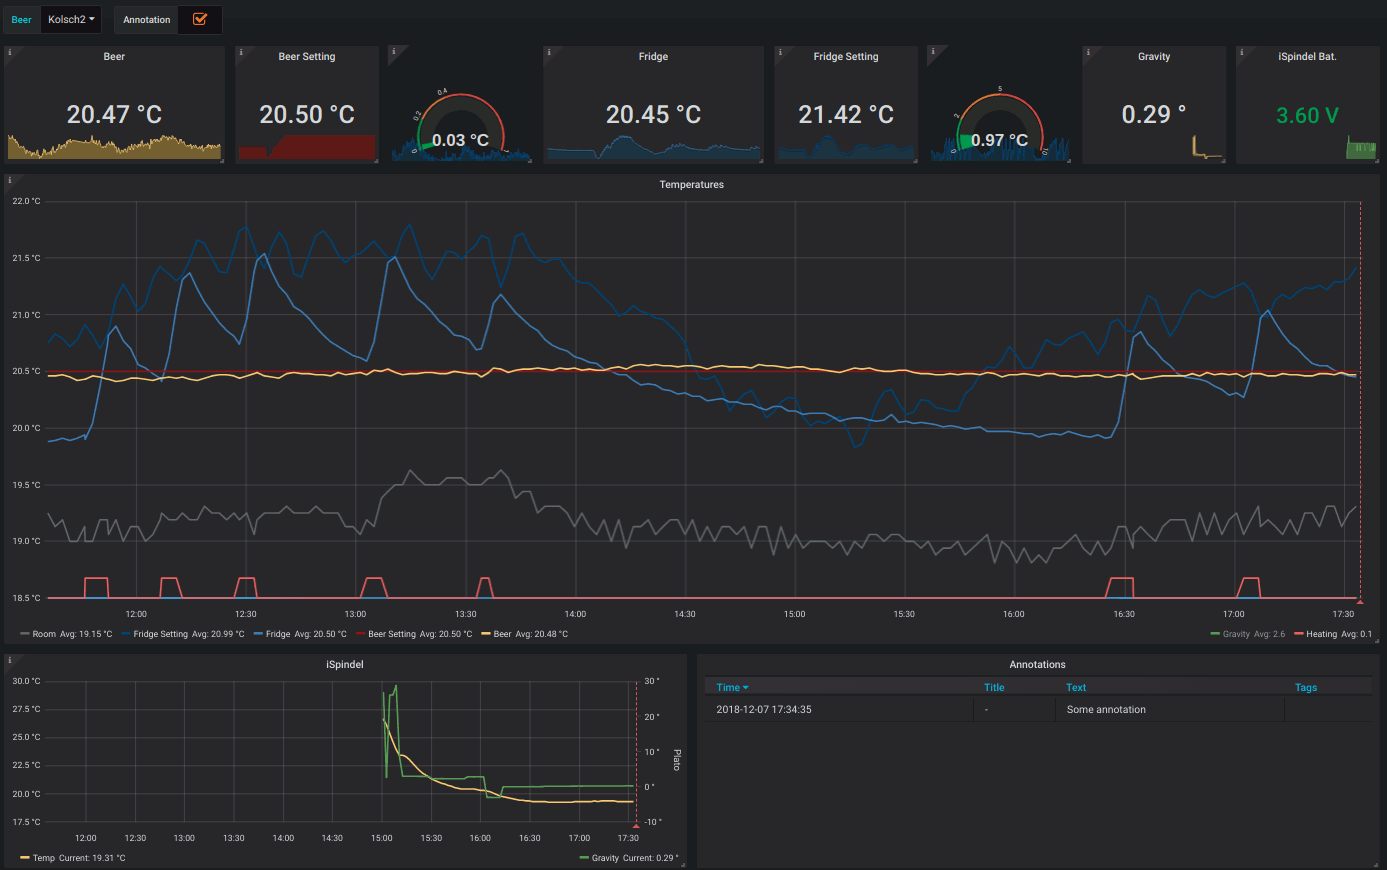 Beer Kolsch2 Annotation
Beer Beer Setting Fridge Fridge Setting Gravity iSpindel Bat.
20.47 °C 20.50 °C 0 0.2 0.4 1 0.03 °C 20.45 °C 21.42 °C 0 2 5 10 0.97 °C 0.29 ° 3.60 V
Temperatures
22.0 °C
21.5 °C
21.0 °C
20.5 °C
20.0 °C
19.5 °C
19.0 °C
18.5 °C
12:00 12:30 13:00 13:30 14:00 14:30 15:00 15:30 16:00 16:30 17:00 17:30
Room Avg: 19.15 °C Fridge Setting Avg: 20.99 °C Fridge Avg: 20.50 °C Beer Setting Avg: 20.50 °C Beer Avg: 20.48 °C Gravity Avg: 2.6 Heating Avg: 0.1
iSpindel
30.0 °C 30 °
27.5 °C 20 °
25.0 °C
22.5 °C 10 °
20.0 °C 0 °
17.5 °C -10 °
Plato
12:00 12:30 13:00 13:30 14:00 14:30 15:00 15:30 16:00 16:30 17:00 17:30
Temp Current: 19.31 °C Gravity Current: 0.29 °
Annotations
Time Title Text Tags
2018-12-07 17:34:35 - Some annotation